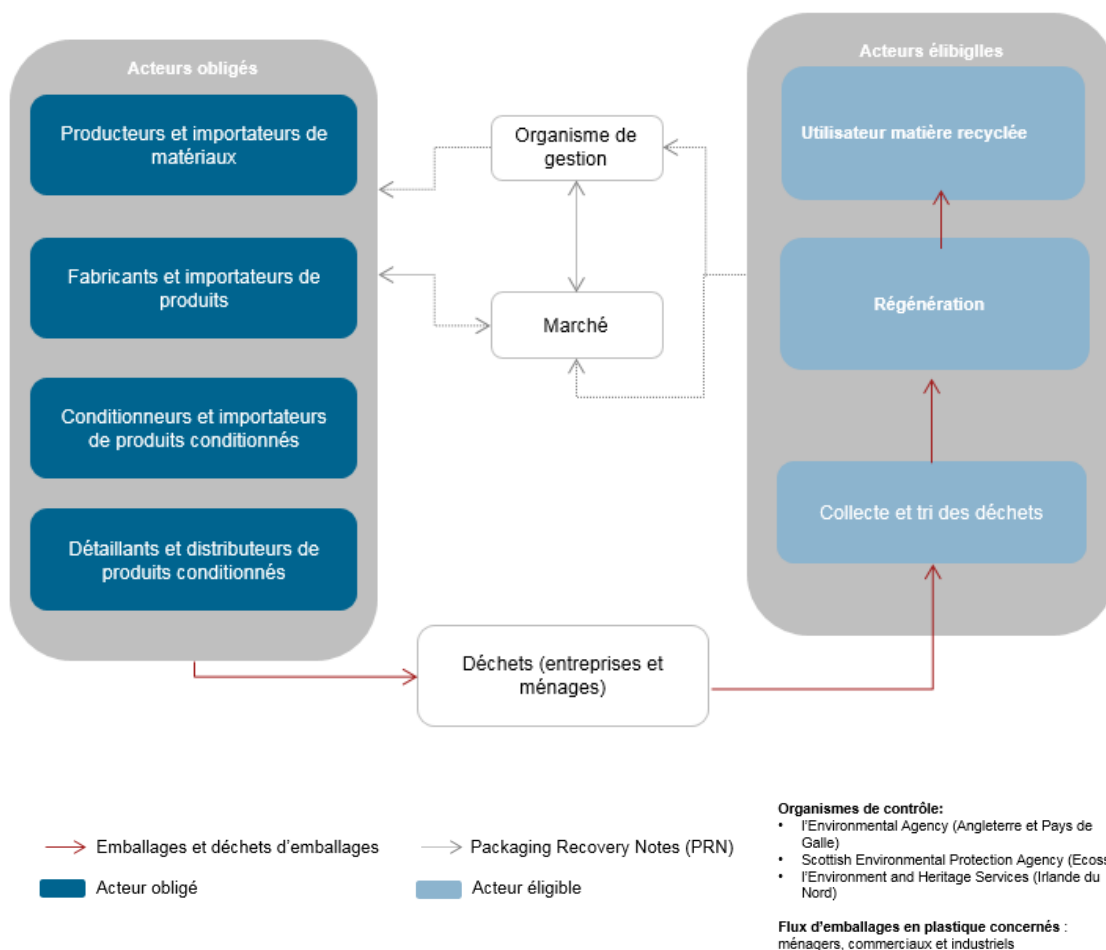 Acteurs obligés
Producteurs et importateurs de
matériaux
Fabricants et importateurs de
produits
Conditionneurs et importateurs
de produits conditionnés
Détaillants et distributeurs de
produits conditionnés
Organisme de
gestion
Marché
Acteurs élibiglles
Utilisateur matière recyclée
Régénération
Collecte et tri des déchets
Déchets (entreprises et
ménages)
Emballages et déchets d’emballages
Packaging Recovery Notes (PRN)
Acteur obligé
Acteur éligible
Organismes de contrôle:
• l’Environmental Agency (Angleterre et Pays de
Galle)
• Scottish Environmental Protection Agency (Ecoss
• l’Environment and Heritage Services (Irlande du
Nord)
Flux d’emballages en plastique concernés :
ménagers, commerciaux et industriels